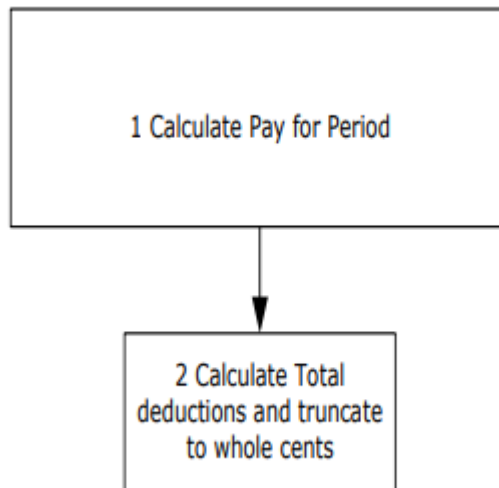 1 Calculate Pay for Period
2 Calculate Total
deductions and truncate
to whole cents